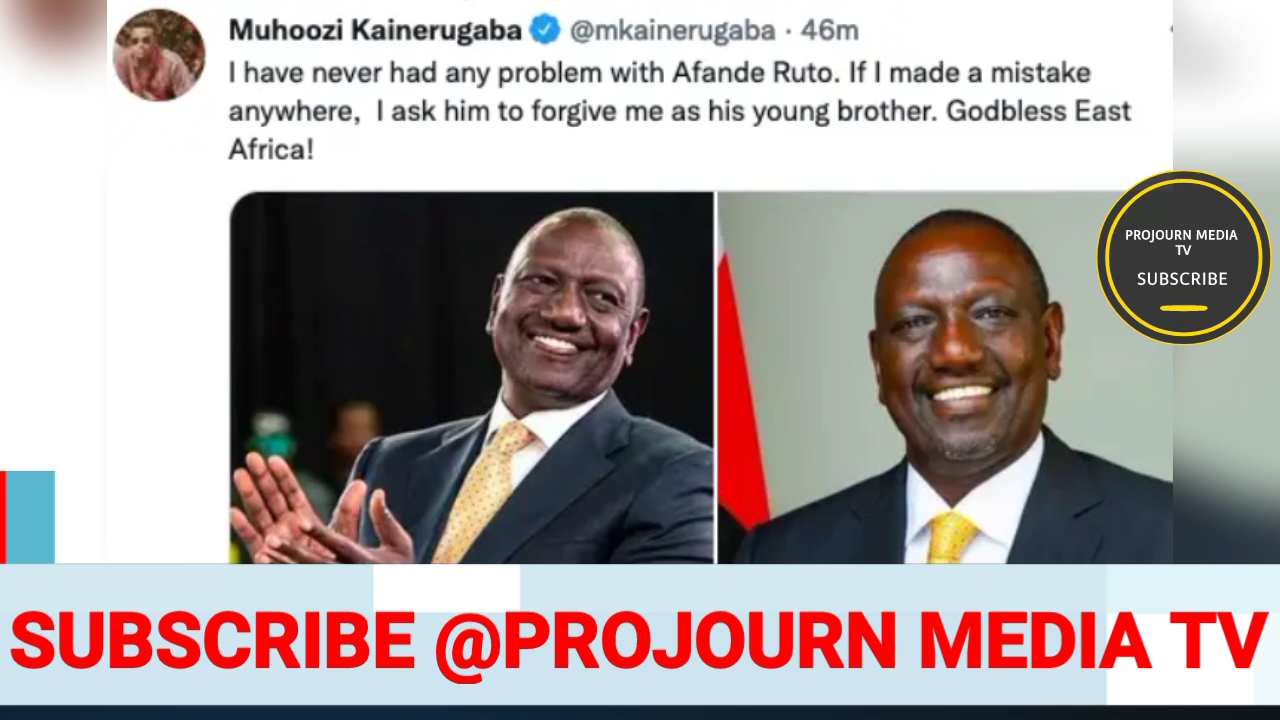 Muhoozi Kainerugaba @mkainerugaba · 46m
I have never had any problem with Afande Ruto. If I made a mistake
anywhere,  I ask him to forgive me as his young brother. Godbless East
Africa!
PROJOURN MEDIA
TV
SUBSCRIBE
SUBSCRIBE @PROJOURN MEDIA TV